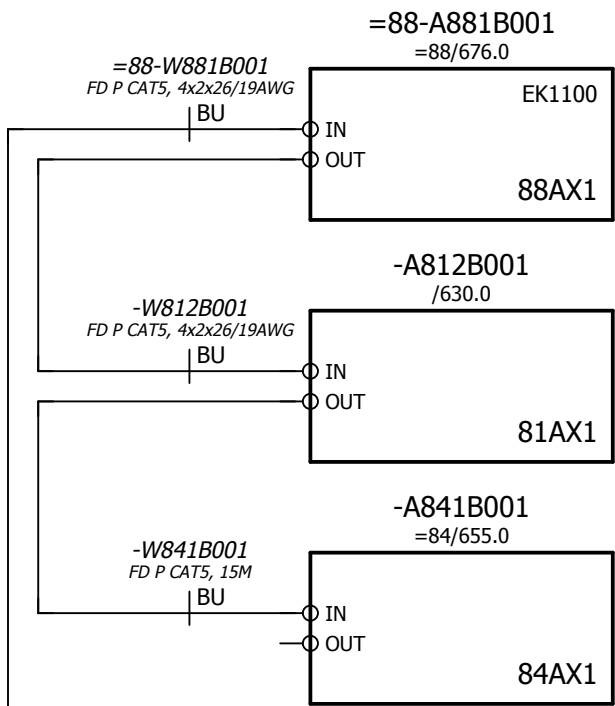 =88-A881B001
=88/676.0
=88-W881B001
FD P CAT5, 4x2x26/19AWG
BU
EK1100
IN
OUT
88AX1
-A812B001
/630.0
-W812B001
FD P CAT5, 4x2x26/19AWG
BU
IN
OUT
81AX1
-A841B001
=84/655.0
-W841B001
FD P CAT5, 15M
BU
IN
OUT
84AX1